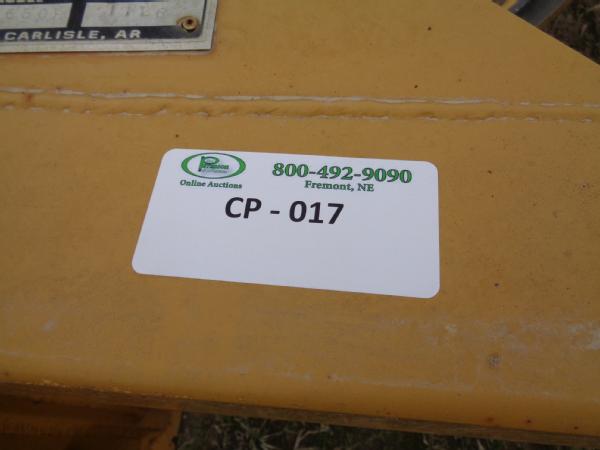 CARLISLE, AR
800-492-9090
Fremont, NE
Online Auctions
CP - 017